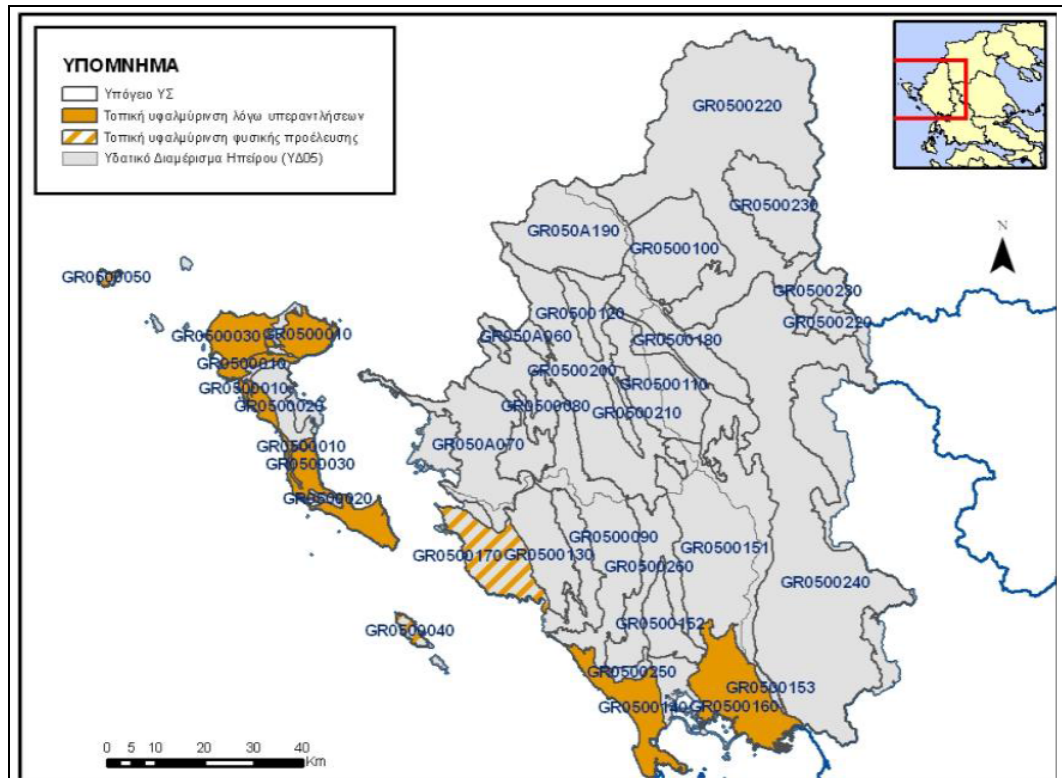 ΥΠΟΜΝΗΜΑ
Υπόγειο ΥΣ
Τοπική υφαλμύρινση λόγω υπεραντλήσεων
Τοπική υφαλμύρινση φυσικής προέλευσης
Υδατικό Διαμέρισμα Ηπείρου (ΥΔ05)
GR0500220
GR0500230
GR050A190
GR0500100
N
GR0500050
GR0500230
GR0500120
GR0500220
GR0500030
GR0500010
GR050A060
GR0500180
GR0500010
GR0500200
GR0500110
GR0500010
GR0500020
GR0500080
GR0500210
GR0500010
GR050A070
GR0500030
GR0500020
GR0500090
GR0500170
GR0500130
GR0500151
GR0500260
GR0500240
GR0500040
GR0500152
GR0500250
GR0500153
GR0500140
GR0500160
0 5 10 20 30 40
Km